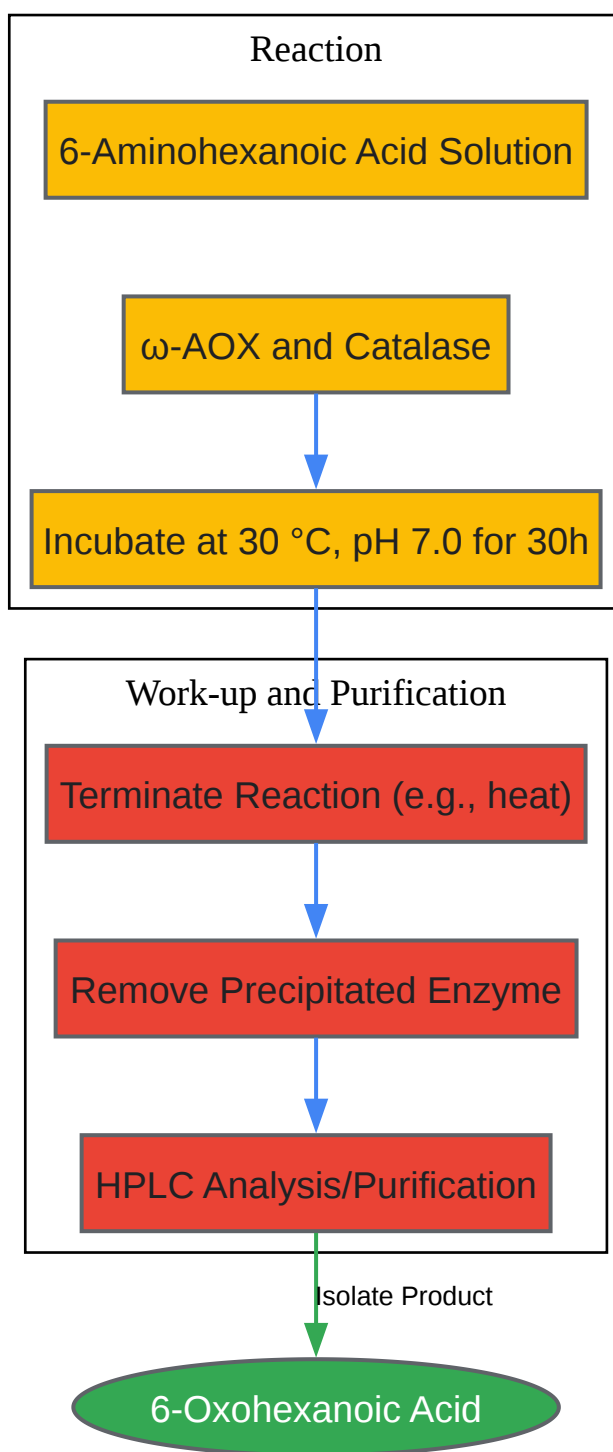 Reaction
6-Aminohexanoic Acid Solution
ω-AOX and Catalase
Incubate at 30 °C, pH 7.0 for 30h
Work-up and Purification
Terminate Reaction (e.g., heat)
Remove Precipitated Enzyme
HPLC Analysis/Purification
Isolate Product
6-Oxohexanoic Acid